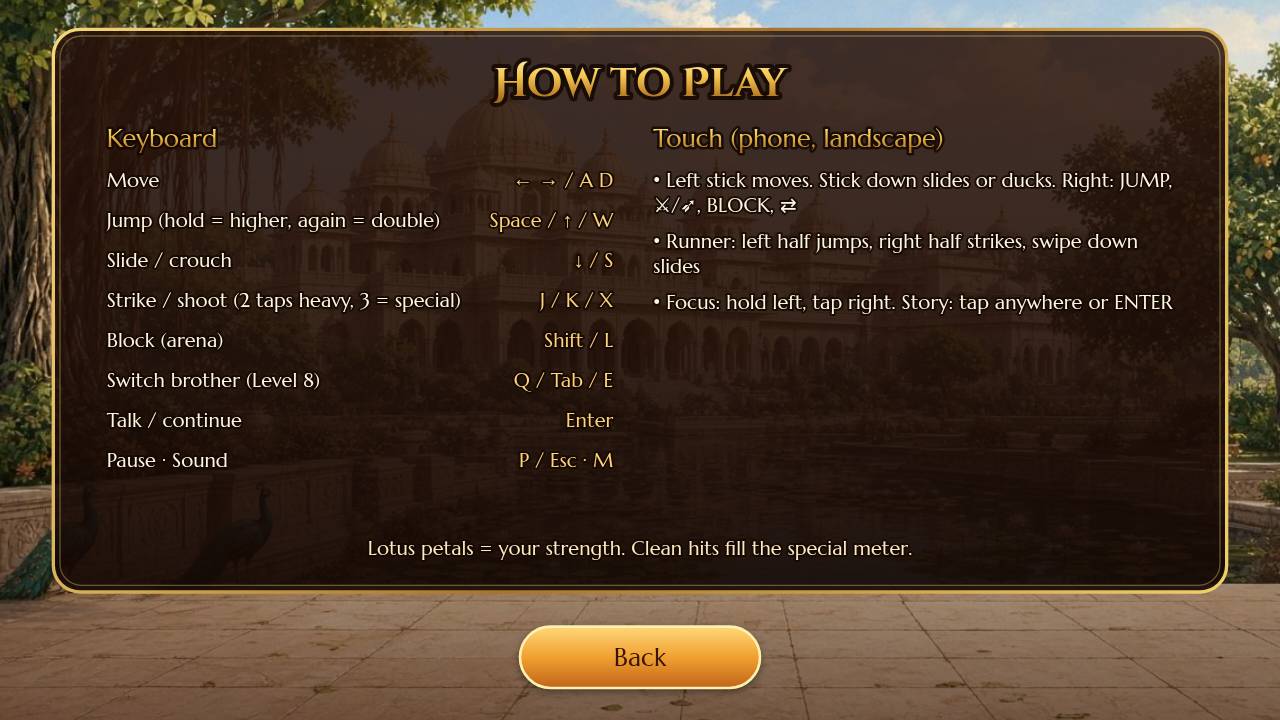 How to Play
Keyboard
Move ← → / A D
Jump (hold = higher, again = double) Space / ↑ / W
Slide / crouch ↓ / S
Strike / shoot (2 taps heavy, 3 = special) J / K / X
Block (arena) Shift / L
Switch brother (Level 8) Q / Tab / E
Talk / continue Enter
Pause · Sound P / Esc · M
Touch (phone, landscape)
• Left stick moves. Stick down slides or ducks. Right: JUMP,
⚔/➶, BLOCK, ⇄
• Runner: left half jumps, right half strikes, swipe down
slides
• Focus: hold left, tap right. Story: tap anywhere or ENTER
Lotus petals = your strength. Clean hits fill the special meter.
Back